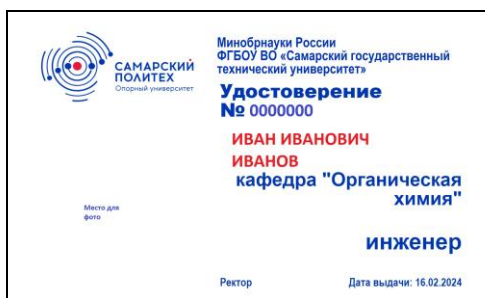 САМАРСКИЙ
ПОЛИТЕХ
Опорный университет
Минобрнауки России
ФГБОУ ВО «Самарский государственный
технический университет»
Удостоверение
№ 0000000
ИВАН ИВАНОВИЧ
ИВАНОВ
кафедра "Органическая
химия"
Место для
фото
инженер
Ректор
Дата выдачи: 16.02.2024